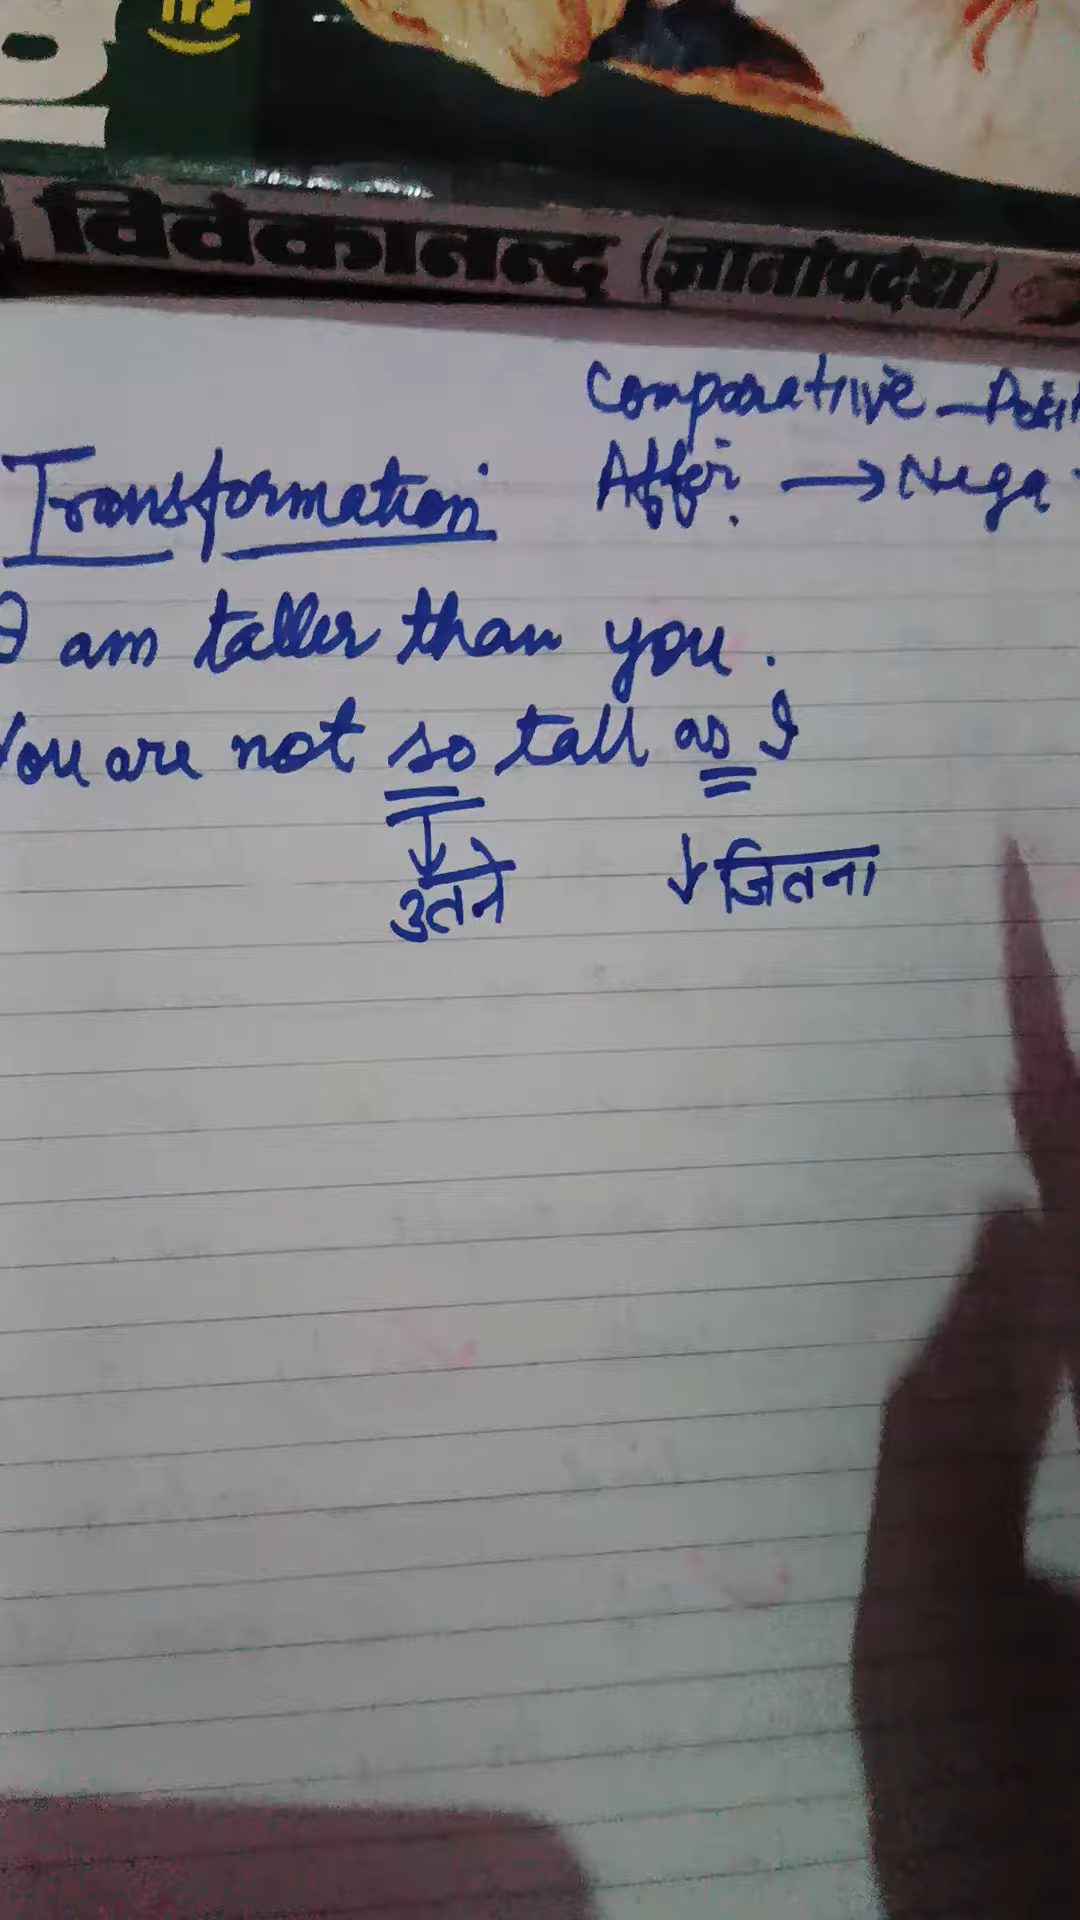 विवेकानन्द (ज्ञानोपदेश)
Comparative -
Affir. → Nega
Transformation
I am taller than you.
You are not so tall as I
↓ उतने ↓ जितना